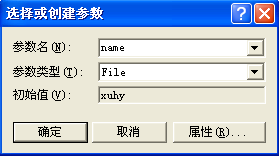 选择或创建参数
参数名(N): name
参数类型(T): File
初始值(V): xuhy
确定 取消 属性(R)...